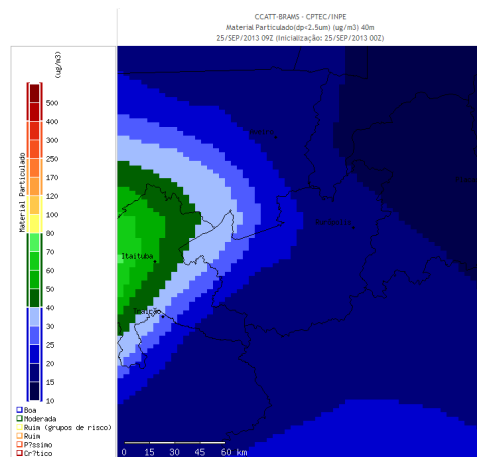 CCATT-BRAMS - CPTEC/INPE
Material Particulado(dp<2.5um) (ug/m3) 40m
25/SEP/2013 09Z (Inicialização: 25/SEP/2013 00Z)
(ug/m3)
Material Particulado
500
400
300
250
170
120
100
80
70
60
50
40
30
20
15
10
Itaituba
0 15 30 45 60 km
Boa
Moderada
Ruim (grupos de risco)
Ruim
P?ssimo
Cr?tico